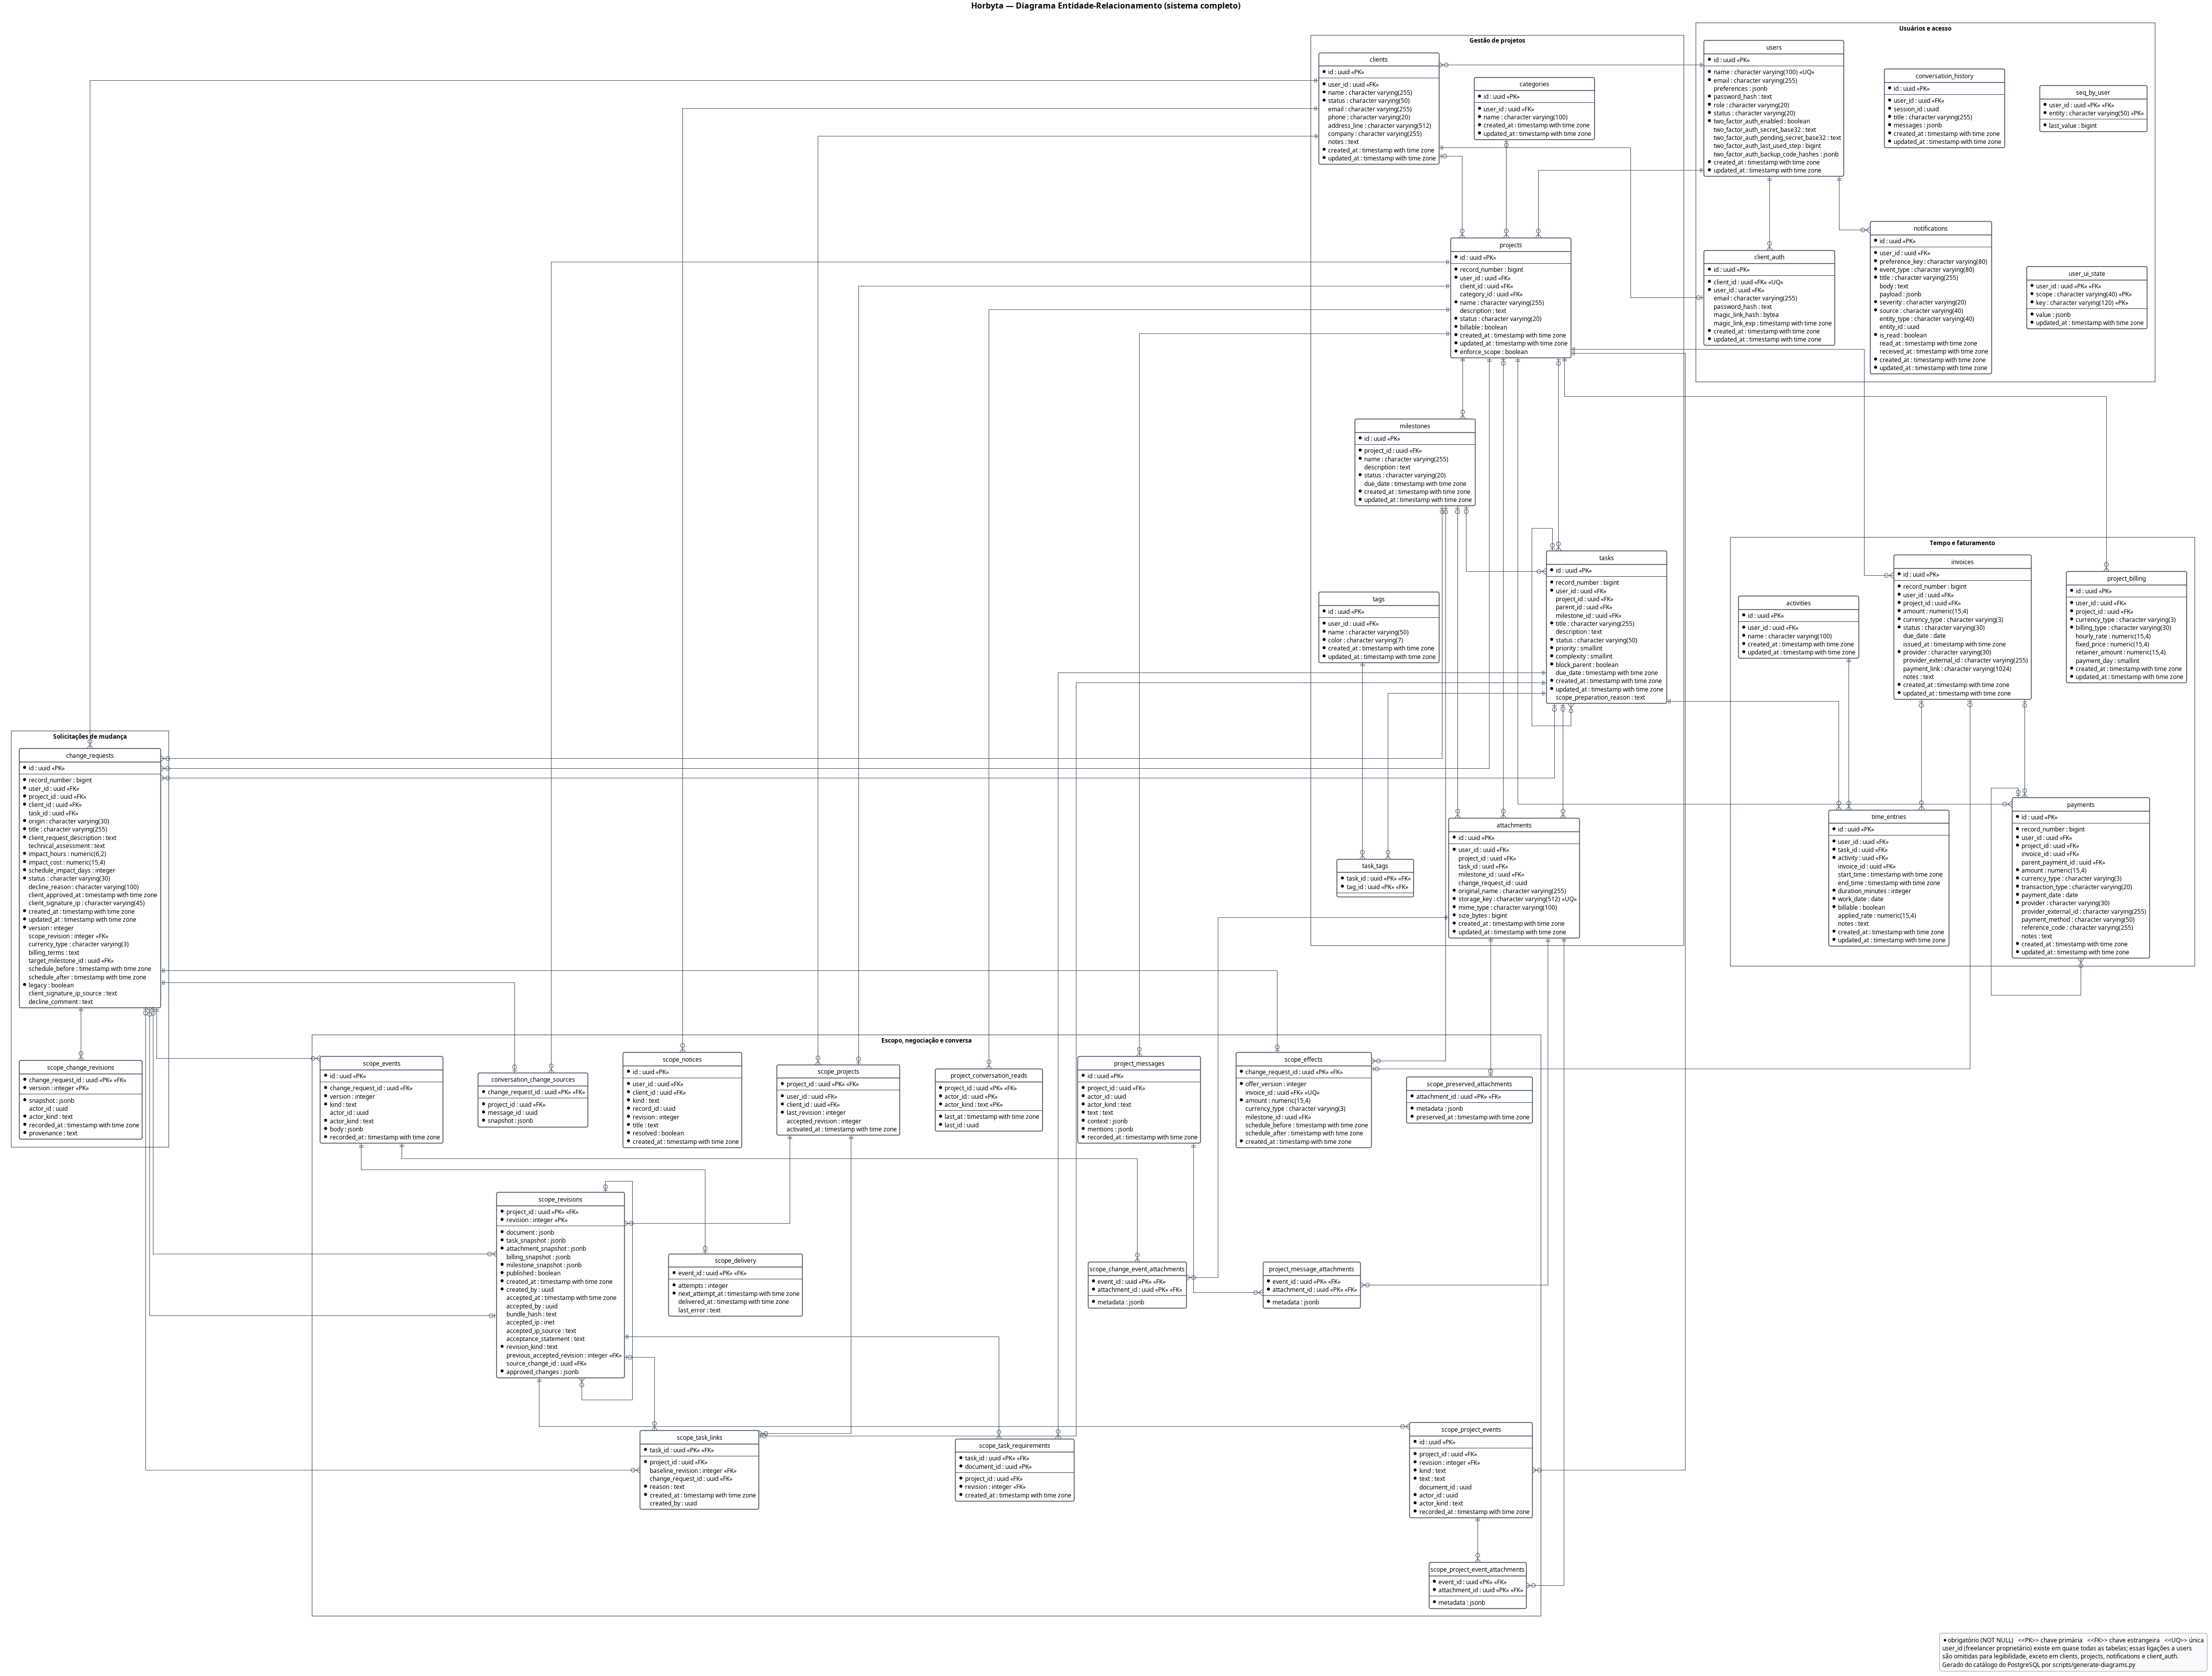 Horbyta — Diagrama Entidade-Relacionamento (sistema completo)
Usuários e acesso
users
id : uuid «PK»
name : character varying(100) «UQ»
email : character varying(255)
preferences : jsonb
password_hash : text
role : character varying(20)
status : character varying(20)
two_factor_auth_enabled : boolean
two_factor_auth_secret_base32 : text
two_factor_auth_pending_secret_base32 : text
two_factor_auth_last_used_step : bigint
two_factor_auth_backup_code_hashes : jsonb
created_at : timestamp with time zone
updated_at : timestamp with time zone
conversation_history
id : uuid «PK»
user_id : uuid «FK»
session_id : uuid
title : character varying(255)
messages : jsonb
created_at : timestamp with time zone
updated_at : timestamp with time zone
seq_by_user
user_id : uuid «PK» «FK»
entity : character varying(50) «PK»
last_value : bigint
client_auth
id : uuid «PK»
client_id : uuid «FK» «UQ»
user_id : uuid «FK»
email : character varying(255)
password_hash : text
magic_link_hash : bytea
magic_link_exp : timestamp with time zone
created_at : timestamp with time zone
updated_at : timestamp with time zone
notifications
id : uuid «PK»
user_id : uuid «FK»
preference_key : character varying(80)
event_type : character varying(80)
title : character varying(255)
body : text
payload : jsonb
severity : character varying(20)
source : character varying(40)
entity_type : character varying(40)
entity_id : uuid
is_read : boolean
read_at : timestamp with time zone
received_at : timestamp with time zone
created_at : timestamp with time zone
updated_at : timestamp with time zone
user_ui_state
user_id : uuid «PK» «FK»
scope : character varying(40) «PK»
key : character varying(120) «PK»
value : jsonb
updated_at : timestamp with time zone
Gestão de projetos
clients
id : uuid «PK»
user_id : uuid «FK»
name : character varying(255)
status : character varying(50)
email : character varying(255)
phone : character varying(20)
address_line : character varying(512)
company : character varying(255)
notes : text
created_at : timestamp with time zone
updated_at : timestamp with time zone
categories
id : uuid «PK»
user_id : uuid «FK»
name : character varying(100)
created_at : timestamp with time zone
updated_at : timestamp with time zone
projects
id : uuid «PK»
record_number : bigint
user_id : uuid «FK»
client_id : uuid «FK»
category_id : uuid «FK»
name : character varying(255)
description : text
status : character varying(20)
billable : boolean
created_at : timestamp with time zone
updated_at : timestamp with time zone
enforce_scope : boolean
milestones
id : uuid «PK»
project_id : uuid «FK»
name : character varying(255)
description : text
status : character varying(20)
due_date : timestamp with time zone
created_at : timestamp with time zone
updated_at : timestamp with time zone
tasks
id : uuid «PK»
record_number : bigint
user_id : uuid «FK»
project_id : uuid «FK»
parent_id : uuid «FK»
milestone_id : uuid «FK»
title : character varying(255)
description : text
status : character varying(50)
priority : smallint
complexity : smallint
block_parent : boolean
due_date : timestamp with time zone
created_at : timestamp with time zone
updated_at : timestamp with time zone
scope_preparation_reason : text
tags
id : uuid «PK»
user_id : uuid «FK»
name : character varying(50)
color : character varying(7)
created_at : timestamp with time zone
updated_at : timestamp with time zone
attachments
id : uuid «PK»
user_id : uuid «FK»
project_id : uuid «FK»
task_id : uuid «FK»
milestone_id : uuid «FK»
change_request_id : uuid
original_name : character varying(255)
storage_key : character varying(512) «UQ»
mime_type : character varying(100)
size_bytes : bigint
created_at : timestamp with time zone
updated_at : timestamp with time zone
task_tags
task_id : uuid «PK» «FK»
tag_id : uuid «PK» «FK»
Tempo e faturamento
activities
id : uuid «PK»
user_id : uuid «FK»
name : character varying(100)
created_at : timestamp with time zone
updated_at : timestamp with time zone
invoices
id : uuid «PK»
record_number : bigint
user_id : uuid «FK»
project_id : uuid «FK»
amount : numeric(15,4)
currency_type : character varying(3)
status : character varying(30)
due_date : date
issued_at : timestamp with time zone
provider : character varying(30)
provider_external_id : character varying(255)
payment_link : character varying(1024)
notes : text
created_at : timestamp with time zone
updated_at : timestamp with time zone
project_billing
id : uuid «PK»
user_id : uuid «FK»
project_id : uuid «FK»
currency_type : character varying(3)
billing_type : character varying(30)
hourly_rate : numeric(15,4)
fixed_price : numeric(15,4)
retainer_amount : numeric(15,4)
payment_day : smallint
created_at : timestamp with time zone
updated_at : timestamp with time zone
time_entries
id : uuid «PK»
user_id : uuid «FK»
task_id : uuid «FK»
activity : uuid «FK»
invoice_id : uuid «FK»
start_time : timestamp with time zone
end_time : timestamp with time zone
duration_minutes : integer
work_date : date
billable : boolean
applied_rate : numeric(15,4)
notes : text
created_at : timestamp with time zone
updated_at : timestamp with time zone
payments
id : uuid «PK»
record_number : bigint
user_id : uuid «FK»
project_id : uuid «FK»
invoice_id : uuid «FK»
parent_payment_id : uuid «FK»
amount : numeric(15,4)
currency_type : character varying(3)
transaction_type : character varying(20)
payment_date : date
provider : character varying(30)
provider_external_id : character varying(255)
payment_method : character varying(50)
reference_code : character varying(255)
notes : text
created_at : timestamp with time zone
updated_at : timestamp with time zone
Solicitações de mudança
change_requests
id : uuid «PK»
record_number : bigint
user_id : uuid «FK»
project_id : uuid «FK»
client_id : uuid «FK»
task_id : uuid «FK»
origin : character varying(30)
title : character varying(255)
client_request_description : text
technical_assessment : text
impact_hours : numeric(6,2)
impact_cost : numeric(15,4)
schedule_impact_days : integer
status : character varying(30)
decline_reason : character varying(100)
client_approved_at : timestamp with time zone
client_signature_ip : character varying(45)
created_at : timestamp with time zone
updated_at : timestamp with time zone
version : integer
scope_revision : integer «FK»
currency_type : character varying(3)
billing_terms : text
target_milestone_id : uuid «FK»
schedule_before : timestamp with time zone
schedule_after : timestamp with time zone
legacy : boolean
client_signature_ip_source : text
decline_comment : text
scope_change_revisions
change_request_id : uuid «PK» «FK»
version : integer «PK»
snapshot : jsonb
actor_id : uuid
actor_kind : text
recorded_at : timestamp with time zone
provenance : text
Escopo, negociação e conversa
scope_events
id : uuid «PK»
change_request_id : uuid «FK»
version : integer
kind : text
actor_id : uuid
actor_kind : text
body : jsonb
recorded_at : timestamp with time zone
conversation_change_sources
change_request_id : uuid «PK» «FK»
project_id : uuid «FK»
message_id : uuid
snapshot : jsonb
scope_notices
id : uuid «PK»
user_id : uuid «FK»
client_id : uuid «FK»
kind : text
record_id : uuid
revision : integer
title : text
resolved : boolean
created_at : timestamp with time zone
scope_projects
project_id : uuid «PK» «FK»
user_id : uuid «FK»
client_id : uuid «FK»
last_revision : integer
accepted_revision : integer
activated_at : timestamp with time zone
project_conversation_reads
project_id : uuid «PK» «FK»
actor_id : uuid «PK»
actor_kind : text «PK»
last_at : timestamp with time zone
last_id : uuid
project_messages
id : uuid «PK»
project_id : uuid «FK»
actor_id : uuid
actor_kind : text
text : text
context : jsonb
mentions : jsonb
recorded_at : timestamp with time zone
scope_effects
change_request_id : uuid «PK» «FK»
offer_version : integer
invoice_id : uuid «FK» «UQ»
amount : numeric(15,4)
currency_type : character varying(3)
milestone_id : uuid «FK»
schedule_before : timestamp with time zone
schedule_after : timestamp with time zone
created_at : timestamp with time zone
scope_preserved_attachments
attachment_id : uuid «PK» «FK»
metadata : jsonb
preserved_at : timestamp with time zone
scope_revisions
project_id : uuid «PK» «FK»
revision : integer «PK»
document : jsonb
task_snapshot : jsonb
attachment_snapshot : jsonb
billing_snapshot : jsonb
milestone_snapshot : jsonb
published : boolean
created_at : timestamp with time zone
created_by : uuid
accepted_at : timestamp with time zone
accepted_by : uuid
bundle_hash : text
accepted_ip : inet
accepted_ip_source : text
acceptance_statement : text
revision_kind : text
previous_accepted_revision : integer «FK»
source_change_id : uuid «FK»
approved_changes : jsonb
scope_delivery
event_id : uuid «PK» «FK»
attempts : integer
next_attempt_at : timestamp with time zone
delivered_at : timestamp with time zone
last_error : text
scope_change_event_attachments
event_id : uuid «PK» «FK»
attachment_id : uuid «PK» «FK»
metadata : jsonb
project_message_attachments
event_id : uuid «PK» «FK»
attachment_id : uuid «PK» «FK»
metadata : jsonb
scope_task_links
task_id : uuid «PK» «FK»
project_id : uuid «FK»
baseline_revision : integer «FK»
change_request_id : uuid «FK»
reason : text
created_at : timestamp with time zone
created_by : uuid
scope_task_requirements
task_id : uuid «PK» «FK»
document_id : uuid «PK»
project_id : uuid «FK»
revision : integer «FK»
created_at : timestamp with time zone
scope_project_events
id : uuid «PK»
project_id : uuid «FK»
revision : integer «FK»
kind : text
text : text
document_id : uuid
actor_id : uuid
actor_kind : text
recorded_at : timestamp with time zone
scope_project_event_attachments
event_id : uuid «PK» «FK»
attachment_id : uuid «PK» «FK»
metadata : jsonb
• obrigatório (NOT NULL) <<PK>> chave primária <<FK>> chave estrangeira <<UQ>> única
user_id (freelancer proprietário) existe em quase todas as tabelas; essas ligações a users
são omitidas para legibilidade, exceto em clients, projects, notifications e client_auth.
Gerado do catálogo do PostgreSQL por scripts/generate-diagrams.py